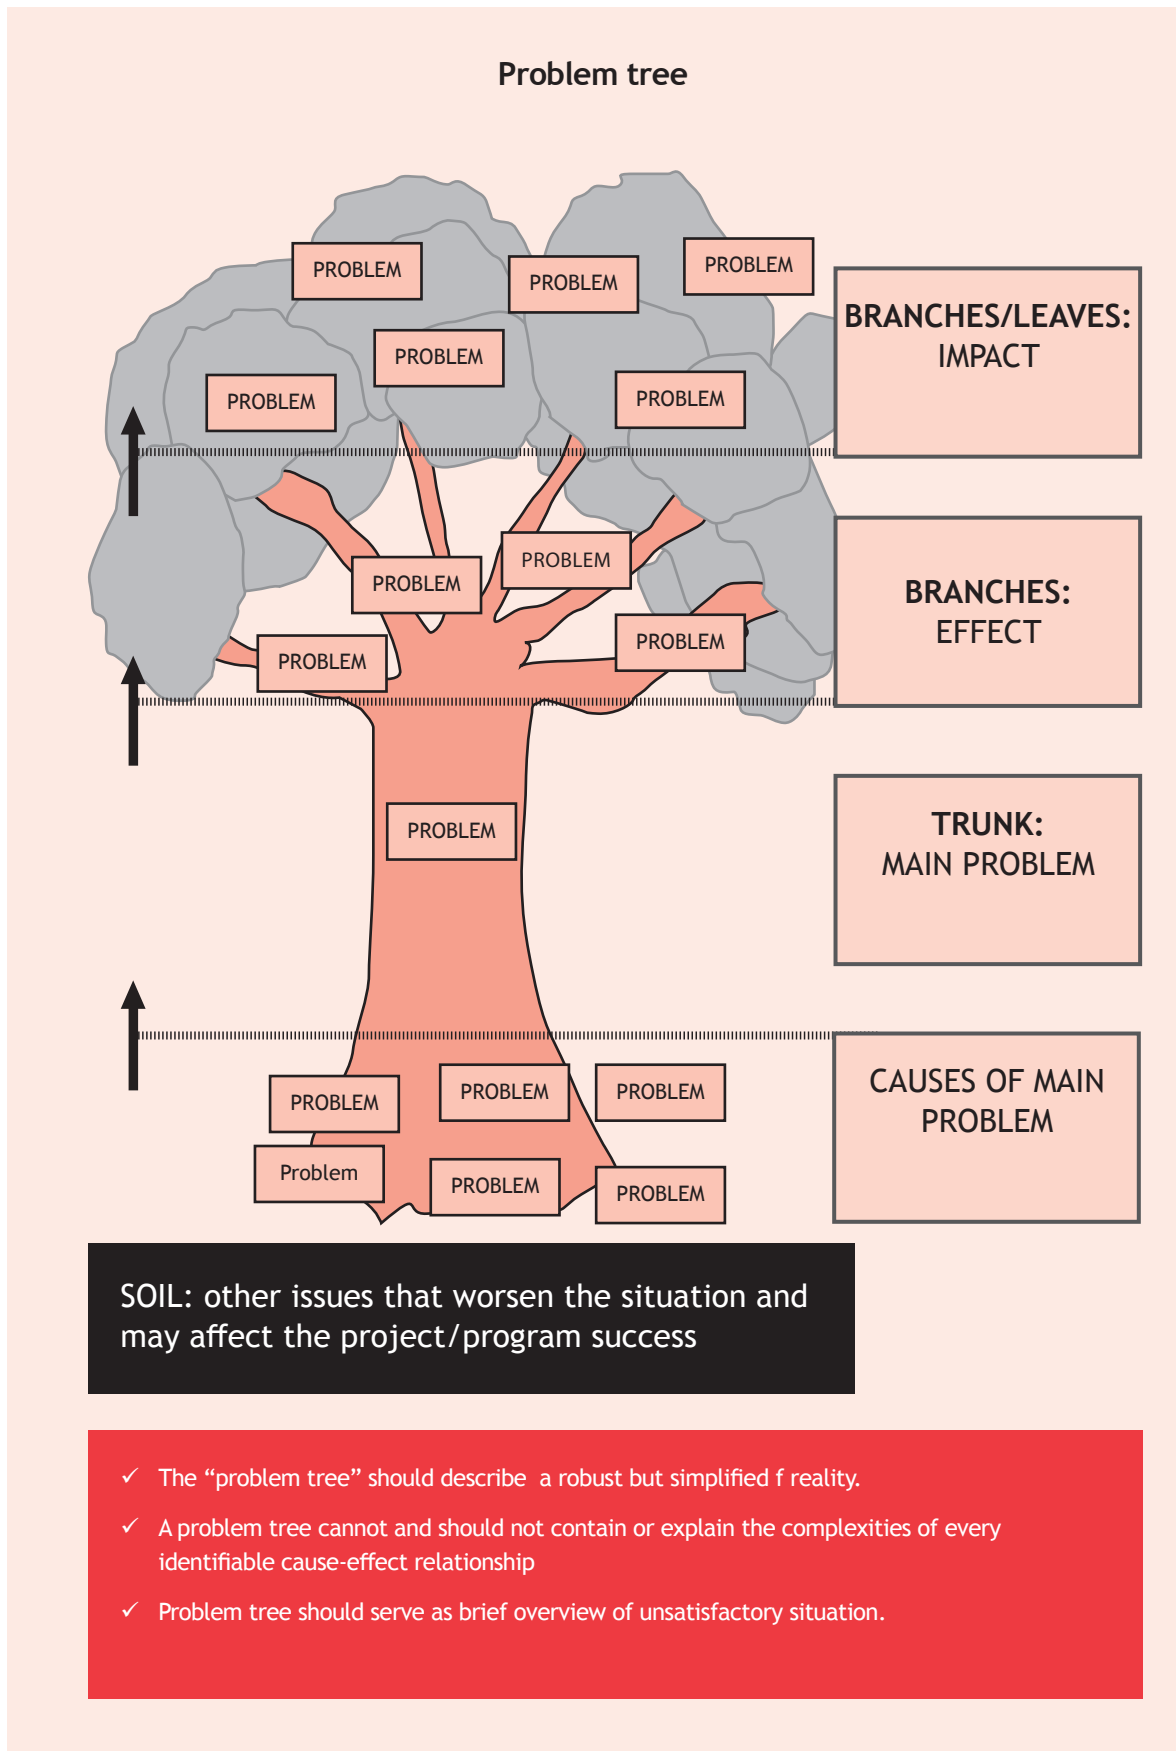 Problem tree
PROBLEM
PROBLEM
PROBLEM
PROBLEM
PROBLEM
PROBLEM
BRANCHES/LEAVES:
IMPACT
PROBLEM
PROBLEM
PROBLEM
PROBLEM
BRANCHES:
EFFECT
PROBLEM
TRUNK:
MAIN PROBLEM
PROBLEM
PROBLEM
PROBLEM
Problem
PROBLEM
PROBLEM
CAUSES OF MAIN
PROBLEM
SOIL: other issues that worsen the situation and
may affect the project/program success
✓ The “problem tree” should describe  a robust but simplified f reality.
✓ A problem tree cannot and should not contain or explain the complexities of every
identifiable cause-effect relationship
✓ Problem tree should serve as brief overview of unsatisfactory situation.